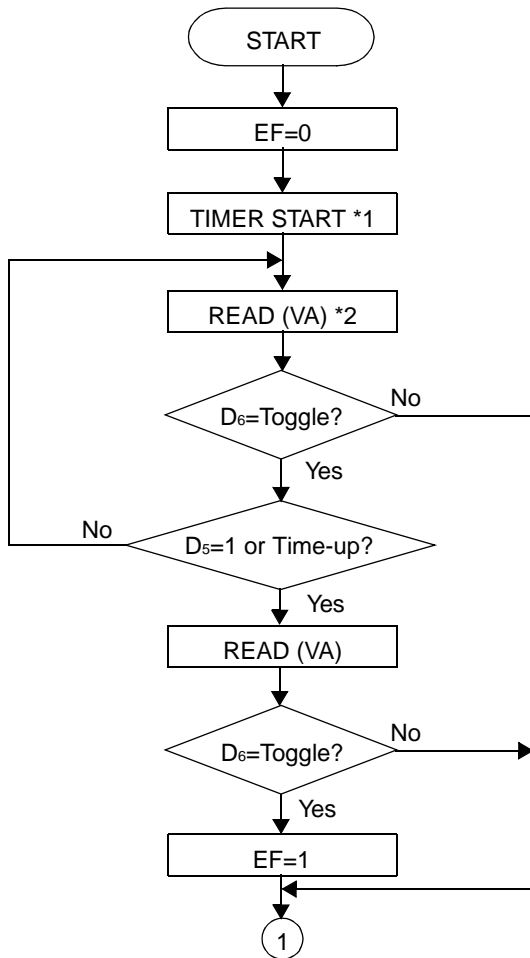 START
EF=0
TIMER START *1
READ (VA) *2
D₆=Toggle?
No
Yes
No
D₅=1 or Time-up?
Yes
READ (VA)
D₆=Toggle?
No
Yes
EF=1
1